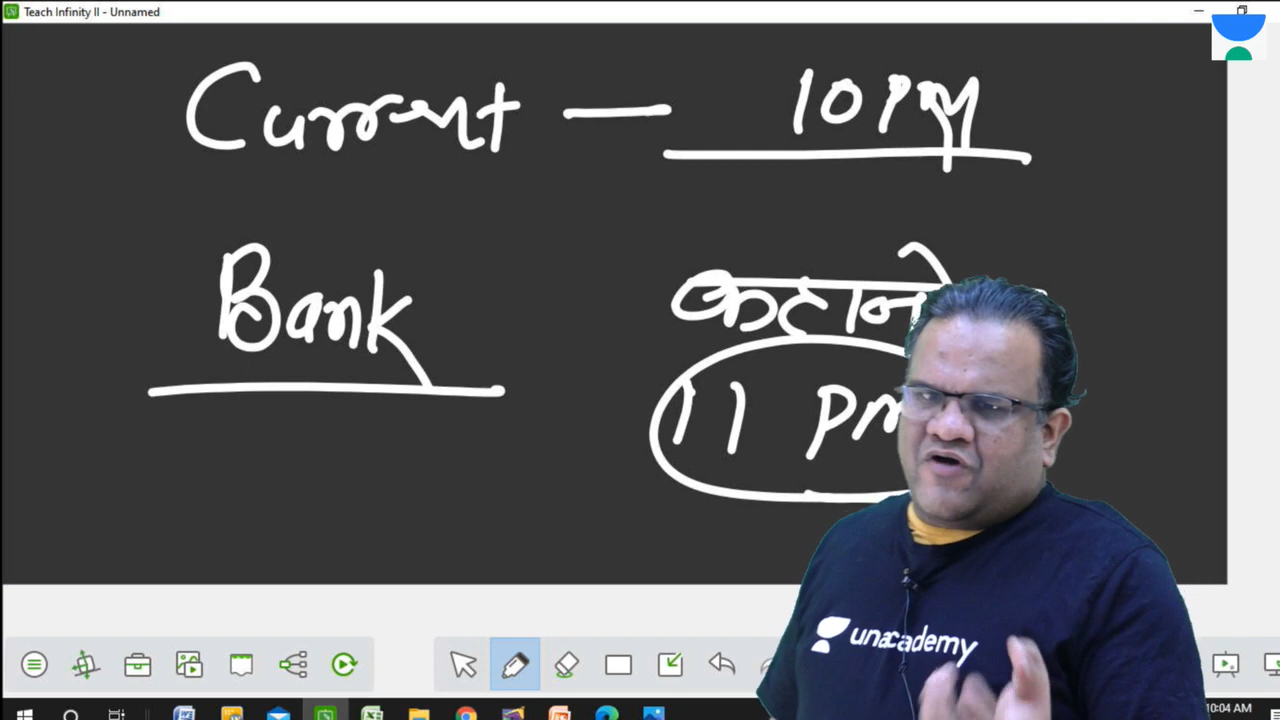 Teach Infinity II - Unnamed
Current — 10 PM
Bank
11 PM
unacademy
10:04 AM